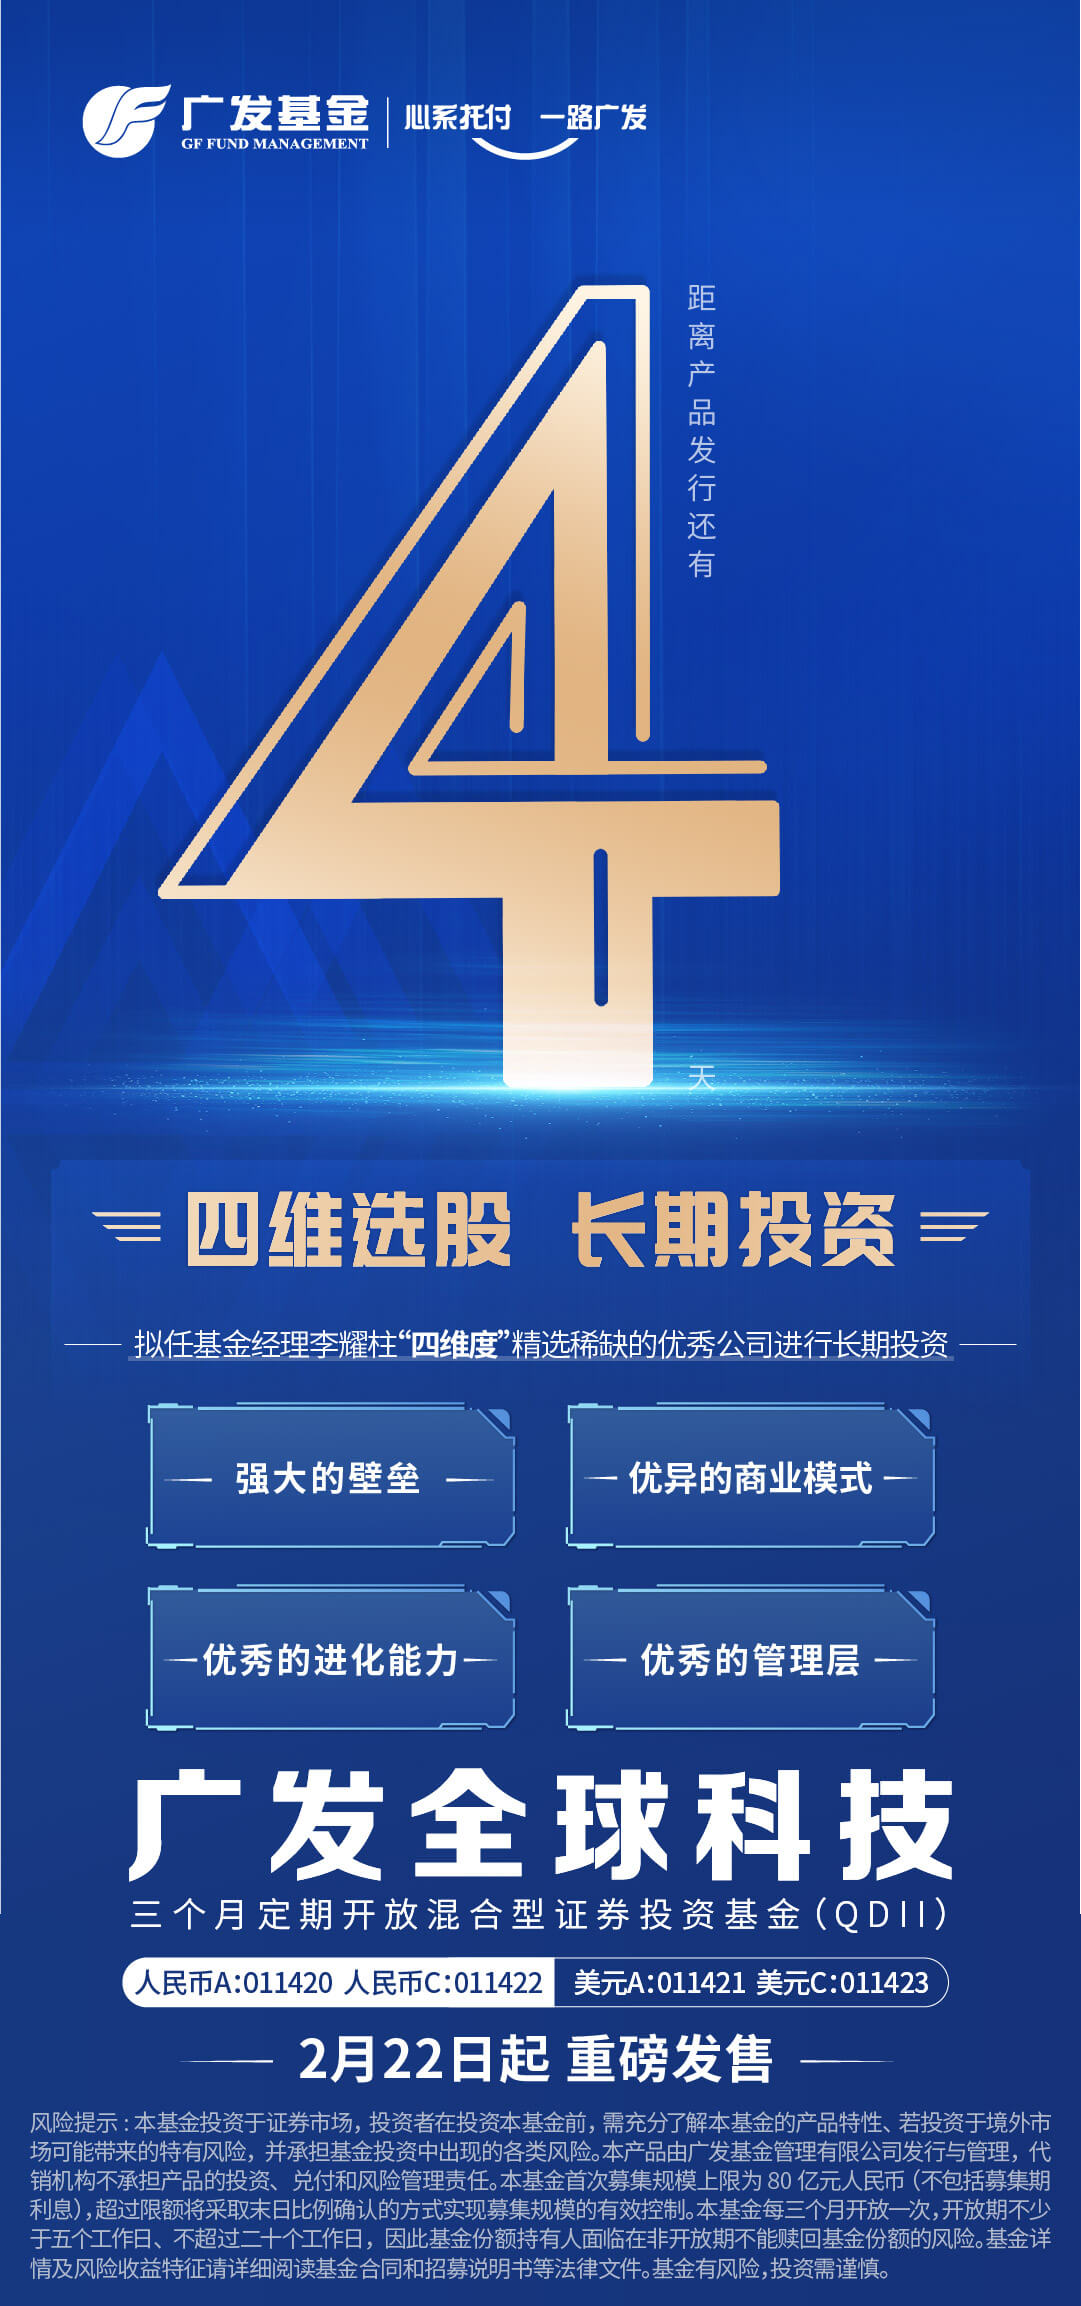 广发基金
GF FUND MANAGEMENT
心系托付 一路广发
距离产品发行还有
4
天
四维选股 长期投资
拟任基金经理李耀柱“四维度”精选稀缺的优秀公司进行长期投资
强大的壁垒
优异的商业模式
优秀的进化能力
优秀的管理层
广发全球科技
三个月定期开放混合型证券投资基金(QDII)
人民币A:011420 人民币C:011422 美元A:011421 美元C:011423
2月22日起 重磅发售
风险提示:本基金投资于证券市场,投资者在投资本基金前,需充分了解本基金的产品特性、若投资于境外市
场可能带来的特有风险,并承担基金投资中出现的各类风险。本产品由广发基金管理有限公司发行与管理,代
销机构不承担产品的投资、兑付和风险管理责任。本基金首次募集规模上限为 80 亿元人民币(不包括募集期
利息),超过限额将采取末日比例确认的方式实现募集规模的有效控制。本基金每三个月开放一次,开放期不少
于五个工作日、不超过二十个工作日,因此基金份额持有人面临在非开放期不能赎回基金份额的风险。基金详
情及风险收益特征请详细阅读基金合同和招募说明书等法律文件。基金有风险,投资需谨慎。